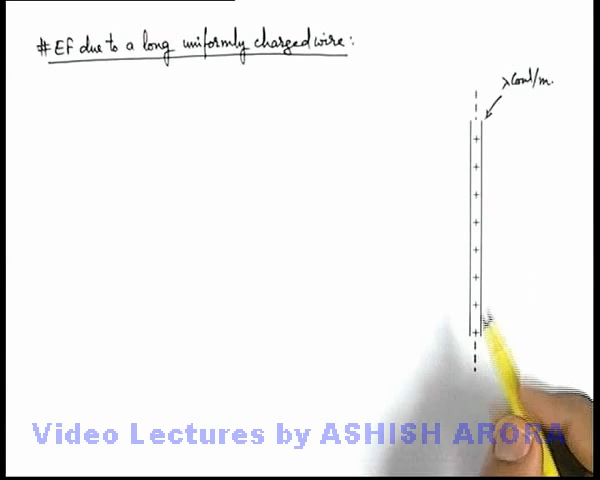 # EF due to a long uniformly charged wire:
λ coul/m.
+
+
+
+
+
+
+
+
Video Lectures by ASHISH ARORA